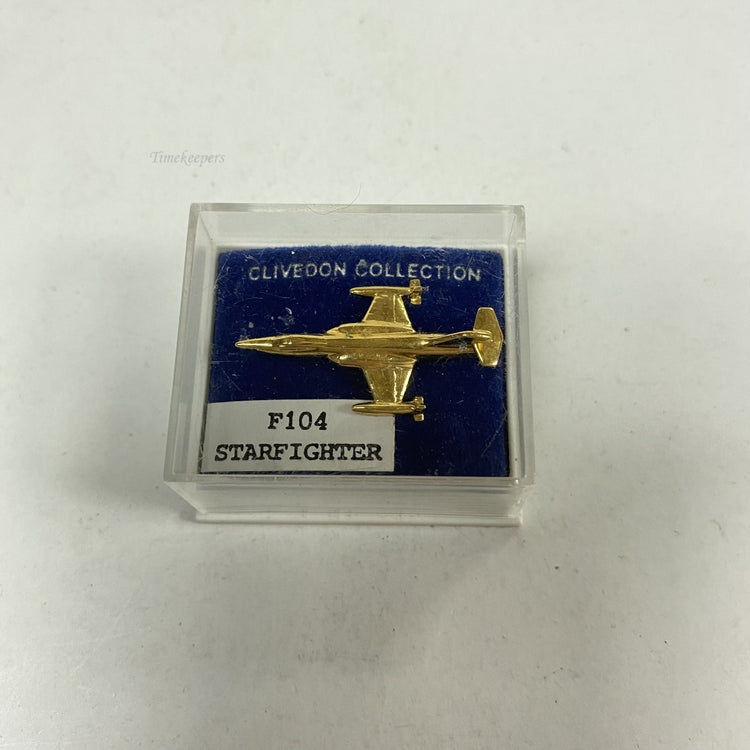 Timekeepers
CLIVEDON COLLECTION
F104
STARFIGHTER